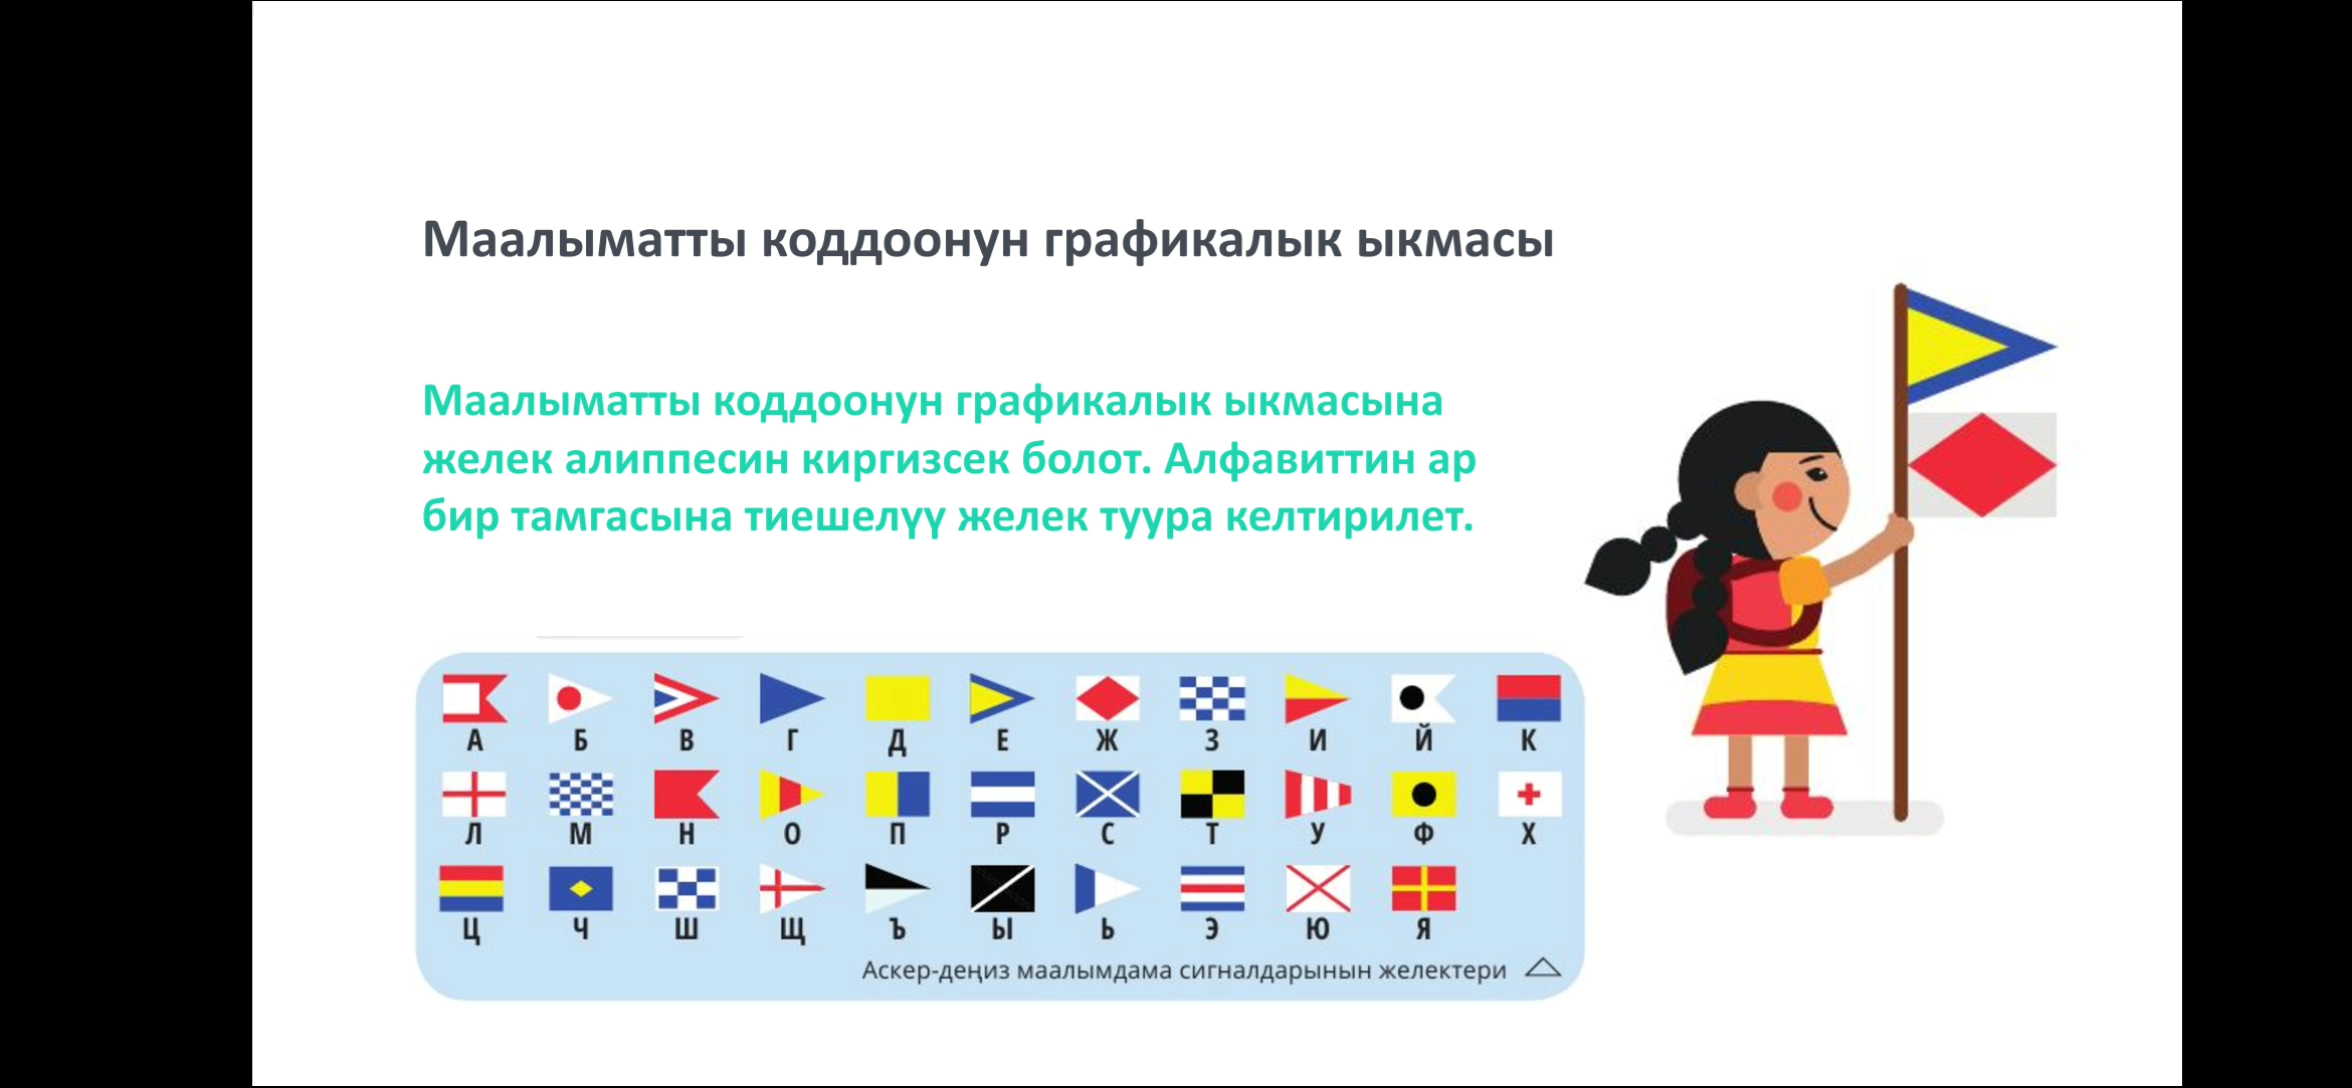 Маалыматты коддоонун графикалык ыкмасы
Маалыматты коддоонун графикалык ыкмасына
желек алиппесин киргизсек болот. Алфавиттин ар
бир тамгасына тиешелүү желек туура келтирилет.
А Б В Г Д Е Ж З И Й К
Л М Н О П Р С Т У Ф Х
Ц Ч Ш Щ Ъ Ы Ь Э Ю Я
Аскер-деңиз маалымдама сигналдарынын желектери